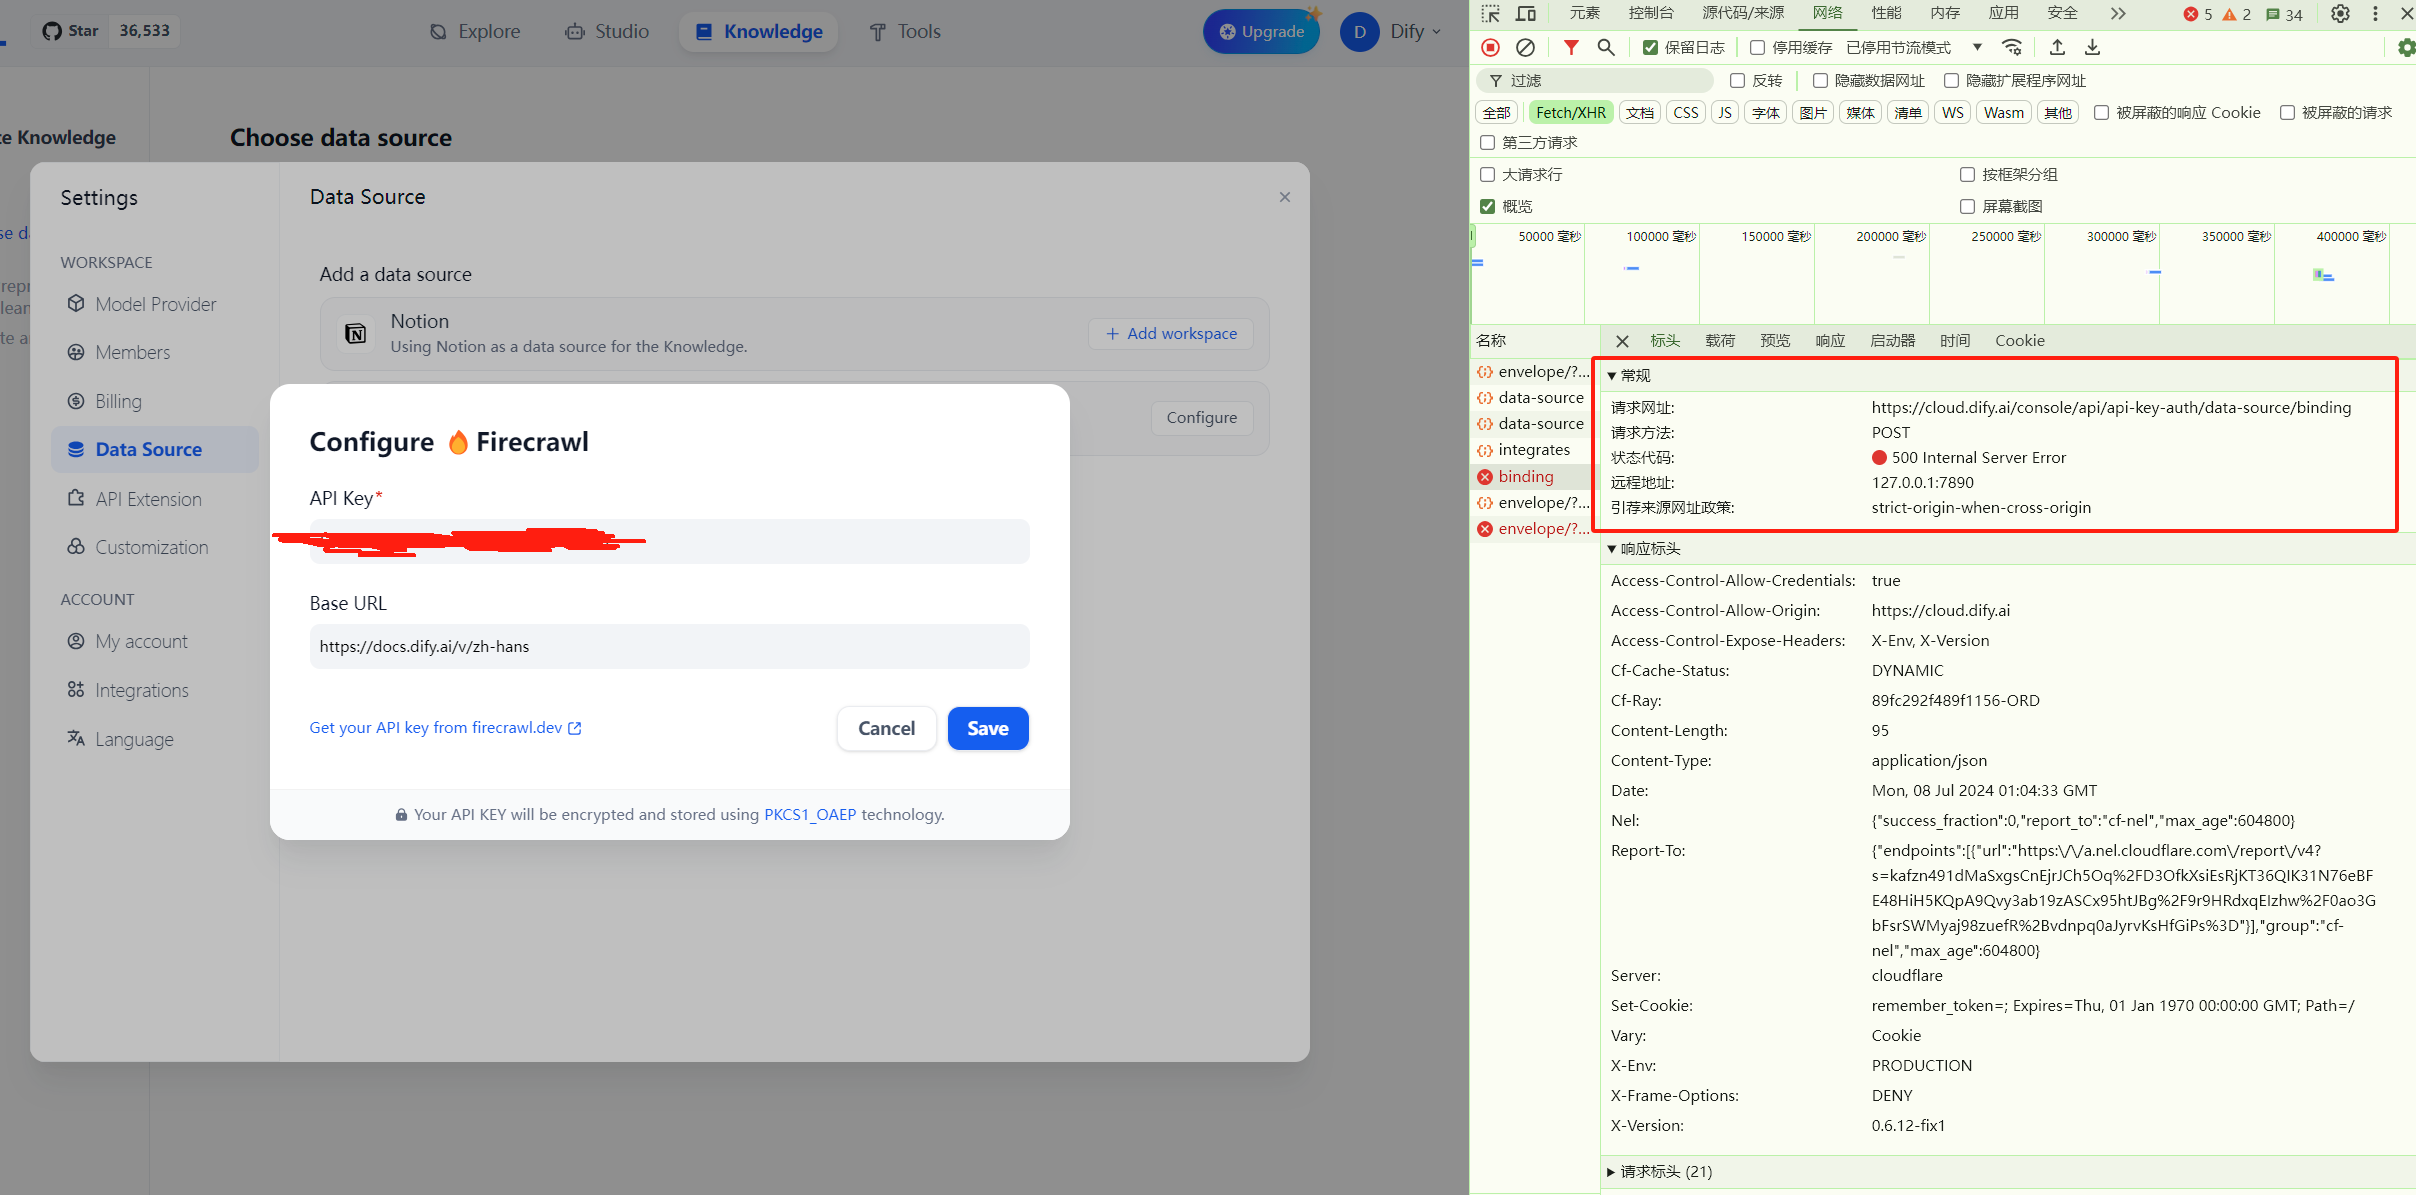 Star 36,533
Explore
Studio
Knowledge
Tools
Upgrade
D
Dify
te Knowledge
Choose data source
Settings
Data Source
WORKSPACE
Model Provider
Members
Billing
Data Source
API Extension
Customization
ACCOUNT
My account
Integrations
Language
Add a data source
Notion
Using Notion as a data source for the Knowledge.
+ Add workspace
Configure
Configure 🔥 Firecrawl
API Key*
Base URL
https://docs.dify.ai/v/zh-hans
Get your API key from firecrawl.dev
Cancel
Save
Your API KEY will be encrypted and stored using PKCS1_OAEP technology.
元素 控制台 源代码/来源 网络 性能 内存 应用 安全 5 2 34
保留日志 停用缓存 已停用节流模式
过滤 反转 隐藏数据网址 隐藏扩展程序网址
全部 Fetch/XHR 文档 CSS JS 字体 图片 媒体 清单 WS Wasm 其他 被屏蔽的响应 Cookie 被屏蔽的请求
第三方请求
大请求行 按框架分组
概览 屏幕截图
50000 毫秒 100000 毫秒 150000 毫秒 200000 毫秒 250000 毫秒 300000 毫秒 350000 毫秒 400000 毫秒
名称
envelope/?...
data-source
data-source
integrates
binding
envelope/?...
envelope/?...
标头 载荷 预览 响应 启动器 时间 Cookie
常规
请求网址: https://cloud.dify.ai/console/api/api-key-auth/data-source/binding
请求方法: POST
状态代码: 500 Internal Server Error
远程地址: 127.0.0.1:7890
引荐来源网址政策: strict-origin-when-cross-origin
响应标头
Access-Control-Allow-Credentials: true
Access-Control-Allow-Origin: https://cloud.dify.ai
Access-Control-Expose-Headers: X-Env, X-Version
Cf-Cache-Status: DYNAMIC
Cf-Ray: 89fc292f489f1156-ORD
Content-Length: 95
Content-Type: application/json
Date: Mon, 08 Jul 2024 01:04:33 GMT
Nel: {"success_fraction":0,"report_to":"cf-nel","max_age":604800}
Report-To: {"endpoints":[{"url":"https:\/\/a.nel.cloudflare.com\/report\/v4?
s=kafzn491dMaSxgsCnEjrJCh5Oq%2FD3OfkXsiEsRjKT36QIK31N76eBF
E48HiH5KQpA9Qvy3ab19zASCx95htJBg%2F9r9HRdxqEIzhw%2F0ao3G
bFsrSWMyaj98zuefR%2Bvdnpq0aJyrvKsHfGiPs%3D"}],"group":"cf-
nel","max_age":604800}
Server: cloudflare
Set-Cookie: remember_token=; Expires=Thu, 01 Jan 1970 00:00:00 GMT; Path=/
Vary: Cookie
X-Env: PRODUCTION
X-Frame-Options: DENY
X-Version: 0.6.12-fix1
请求标头 (21)